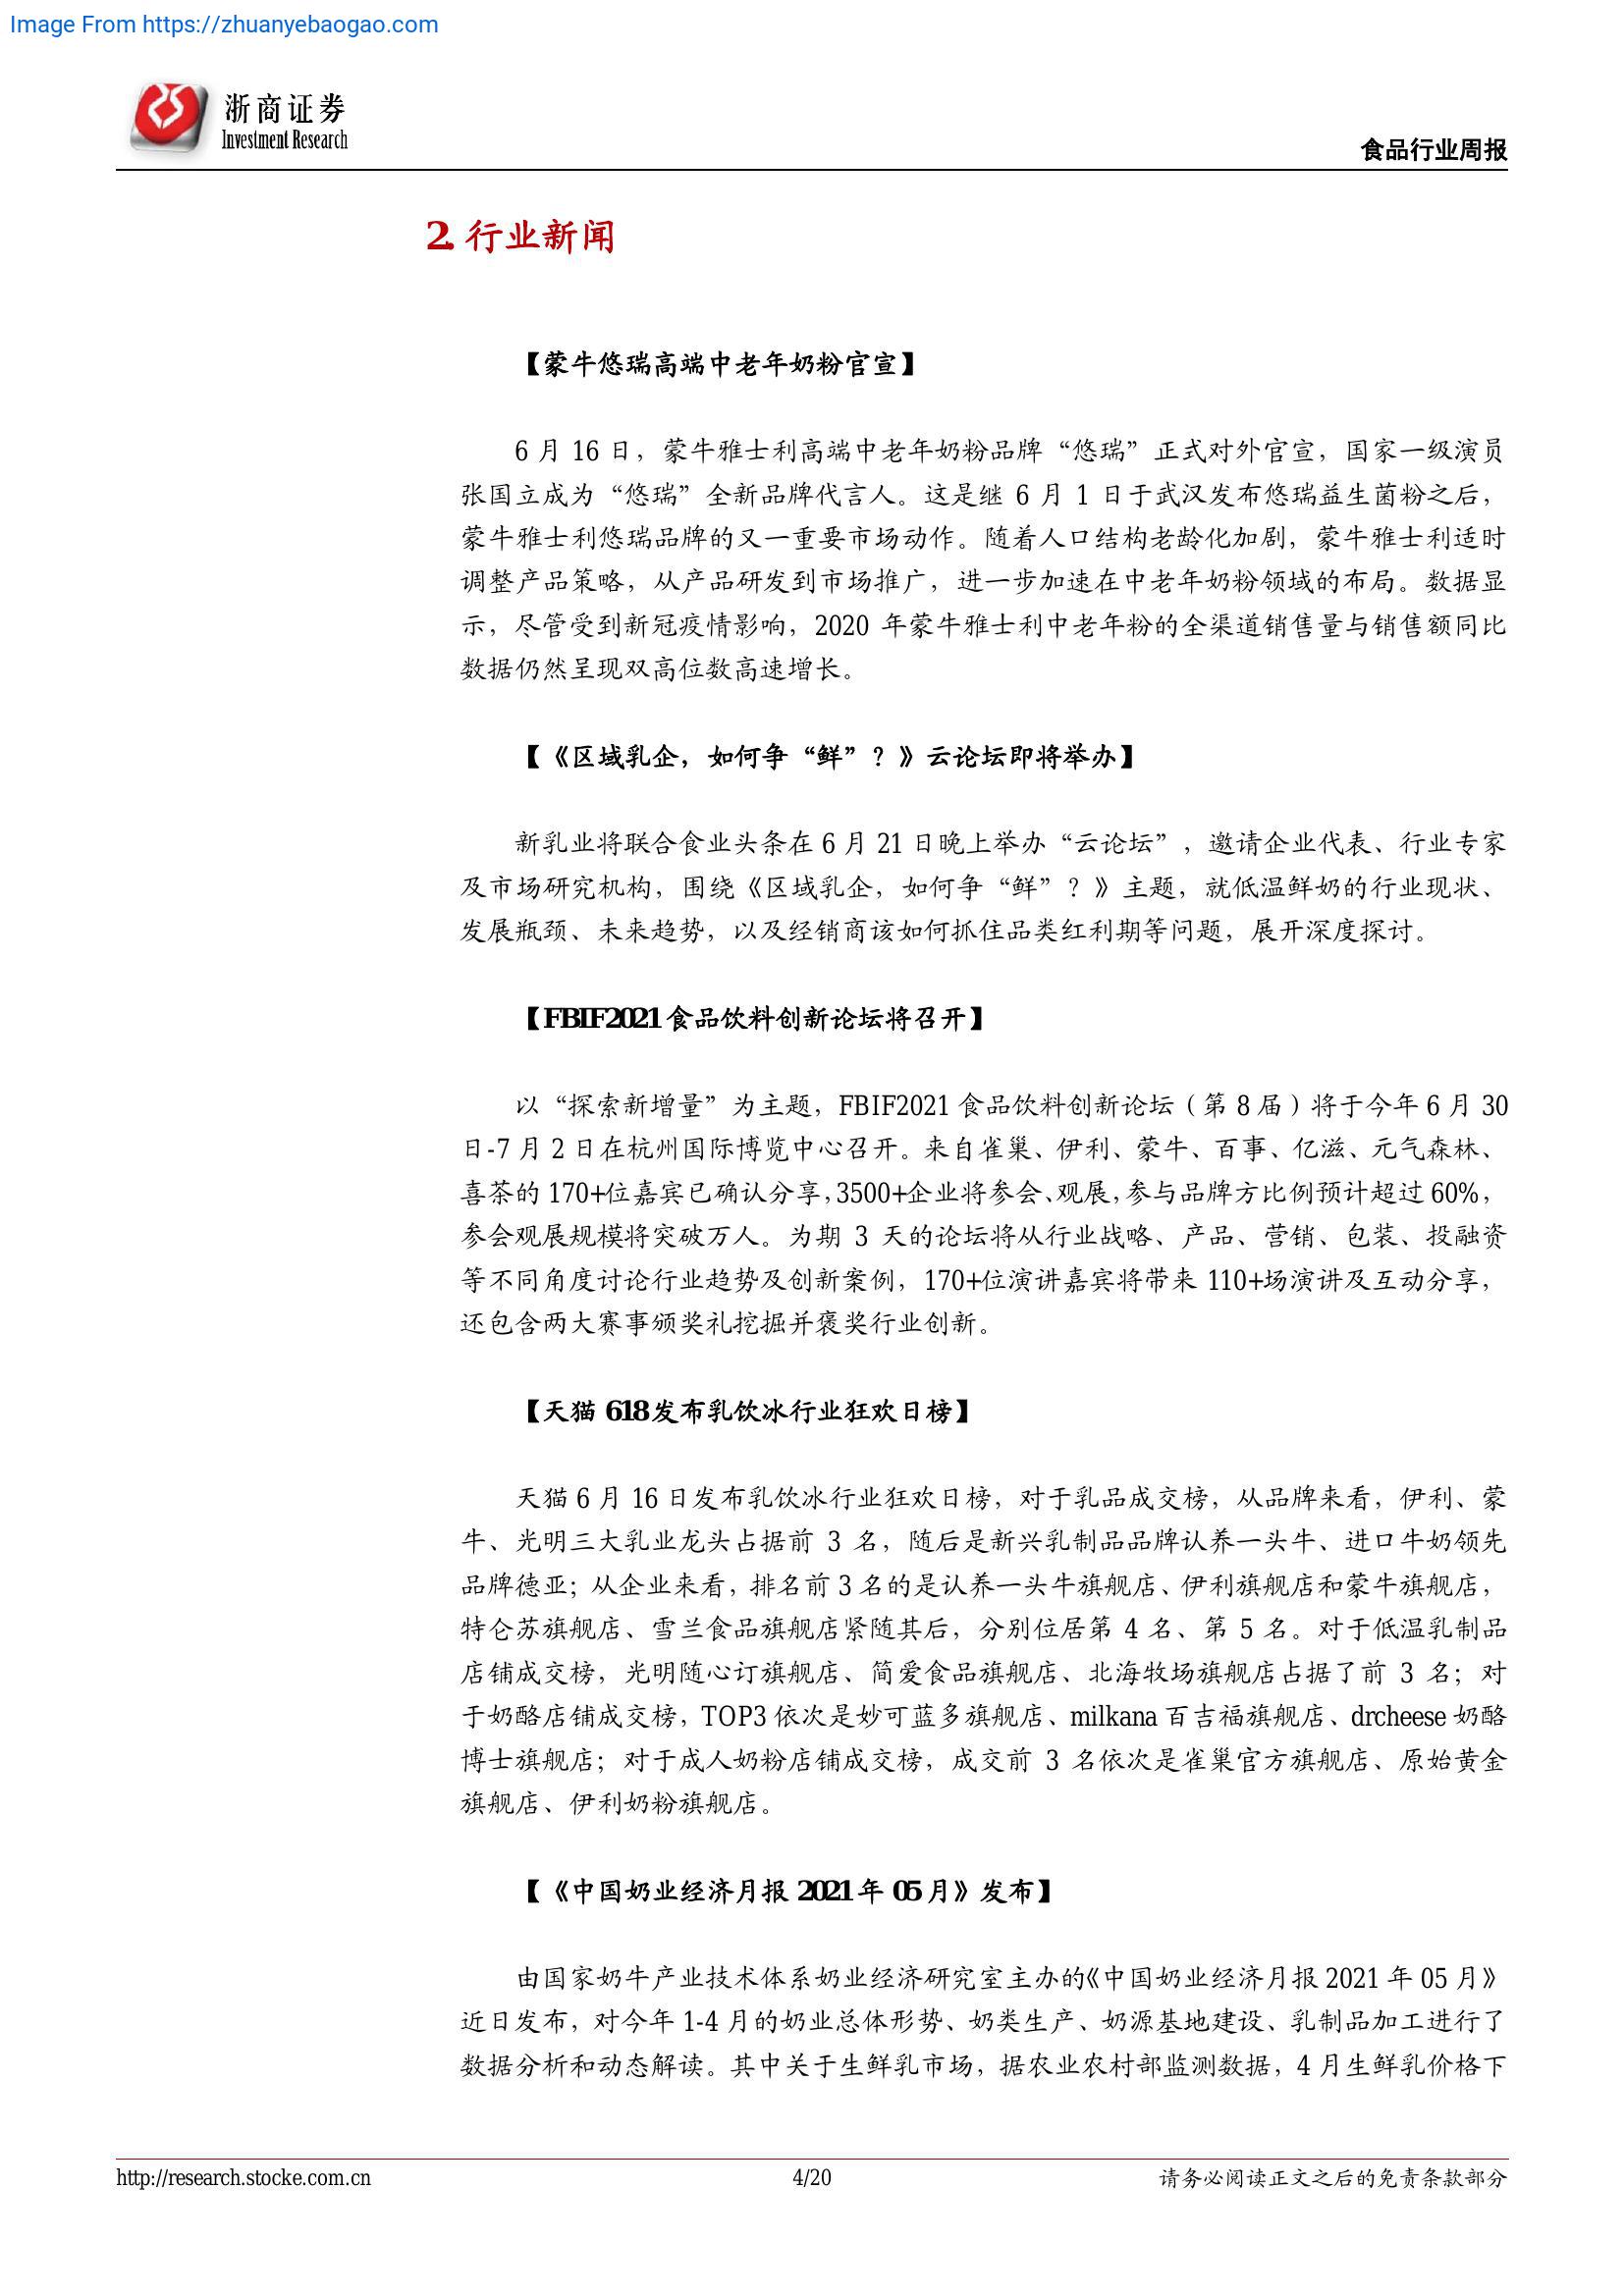 Image From https://zhuanyebaogao.com
浙商证券
Investment Research
食品行业周报
2. 行业新闻
【蒙牛悠瑞高端中老年奶粉官宣】
6 月 16 日，蒙牛雅士利高端中老年奶粉品牌“悠瑞”正式对外官宣，国家一级演员
张国立成为“悠瑞”全新品牌代言人。这是继 6 月 1 日于武汉发布悠瑞益生菌粉之后，
蒙牛雅士利悠瑞品牌的又一重要市场动作。随着人口结构老龄化加剧，蒙牛雅士利适时
调整产品策略，从产品研发到市场推广，进一步加速在中老年奶粉领域的布局。数据显
示，尽管受到新冠疫情影响，2020 年蒙牛雅士利中老年粉的全渠道销售量与销售额同比
数据仍然呈现双高位数高速增长。
【《区域乳企，如何争“鲜”？》云论坛即将举办】
新乳业将联合食业头条在 6 月 21 日晚上举办“云论坛”，邀请企业代表、行业专家
及市场研究机构，围绕《区域乳企，如何争“鲜”？》主题，就低温鲜奶的行业现状、
发展瓶颈、未来趋势，以及经销商该如何抓住品类红利期等问题，展开深度探讨。
【FBIF2021 食品饮料创新论坛将召开】
以“探索新增量”为主题，FBIF2021 食品饮料创新论坛（第 8 届）将于今年 6 月 30
日-7 月 2 日在杭州国际博览中心召开。来自雀巢、伊利、蒙牛、百事、亿滋、元气森林、
喜茶的 170+位嘉宾已确认分享，3500+企业将参会、观展，参与品牌方比例预计超过 60%，
参会观展规模将突破万人。为期 3 天的论坛将从行业战略、产品、营销、包装、投融资
等不同角度讨论行业趋势及创新案例，170+位演讲嘉宾将带来 110+场演讲及互动分享，
还包含两大赛事颁奖礼挖掘并褒奖行业创新。
【天猫 618 发布乳饮冰行业狂欢日榜】
天猫 6 月 16 日发布乳饮冰行业狂欢日榜，对于乳品成交榜，从品牌来看，伊利、蒙
牛、光明三大乳业龙头占据前 3 名，随后是新兴乳制品品牌认养一头牛、进口牛奶领先
品牌德亚；从企业来看，排名前 3 名的是认养一头牛旗舰店、伊利旗舰店和蒙牛旗舰店，
特仑苏旗舰店、雪兰食品旗舰店紧随其后，分别位居第 4 名、第 5 名。对于低温乳制品
店铺成交榜，光明随心订旗舰店、简爱食品旗舰店、北海牧场旗舰店占据了前 3 名；对
于奶酪店铺成交榜，TOP3 依次是妙可蓝多旗舰店、milkana 百吉福旗舰店、drcheese 奶酪
博士旗舰店；对于成人奶粉店铺成交榜，成交前 3 名依次是雀巢官方旗舰店、原始黄金
旗舰店、伊利奶粉旗舰店。
【《中国奶业经济月报 2021 年 05 月》发布】
由国家奶牛产业技术体系奶业经济研究室主办的《中国奶业经济月报 2021 年 05 月》
近日发布，对今年 1-4 月的奶业总体形势、奶类生产、奶源基地建设、乳制品加工进行了
数据分析和动态解读。其中关于生鲜乳市场，据农业农村部监测数据，4 月生鲜乳价格下
http://research.stocke.com.cn
4/20
请务必阅读正文之后的免责条款部分